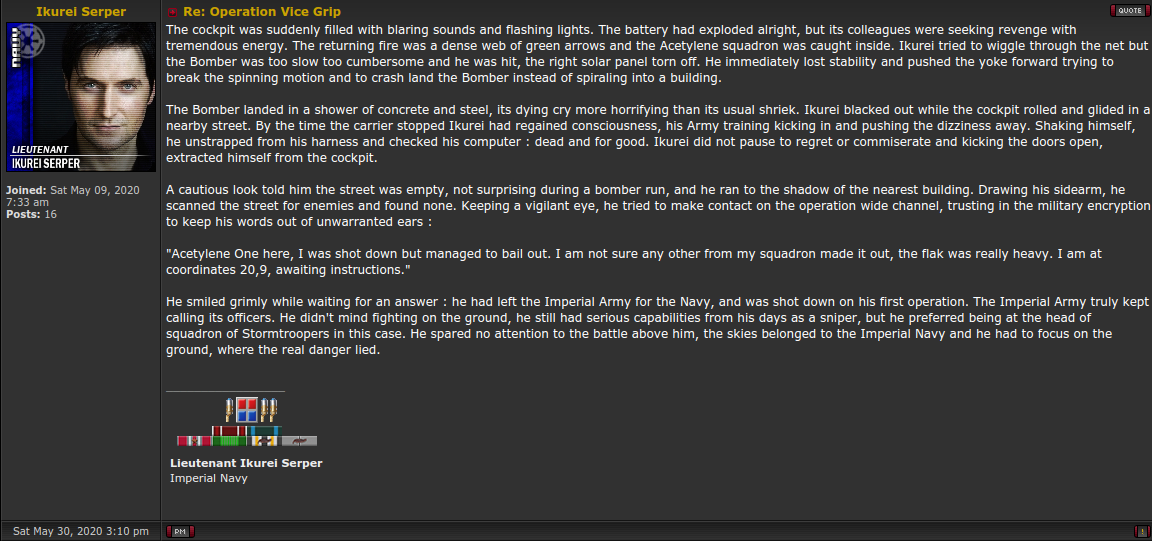 Ikurei Serper
Re: Operation Vice Grip
QUOTE
NAVY
LIEUTENANT
IKUREI SERPER
Joined: Sat May 09, 2020
7:33 am
Posts: 16
The cockpit was suddenly filled with blaring sounds and flashing lights. The battery had exploded alright, but its colleagues were seeking revenge with
tremendous energy. The returning fire was a dense web of green arrows and the Acetylene squadron was caught inside. Ikurei tried to wiggle through the net but
the Bomber was too slow too cumbersome and he was hit, the right solar panel torn off. He immediately lost stability and pushed the yoke forward trying to
break the spinning motion and to crash land the Bomber instead of spiraling into a building.
The Bomber landed in a shower of concrete and steel, its dying cry more horrifying than its usual shriek. Ikurei blacked out while the cockpit rolled and glided in a
nearby street. By the time the carrier stopped Ikurei had regained consciousness, his Army training kicking in and pushing the dizziness away. Shaking himself,
he unstrapped from his harness and checked his computer : dead and for good. Ikurei did not pause to regret or commiserate and kicking the doors open,
extracted himself from the cockpit.
A cautious look told him the street was empty, not surprising during a bomber run, and he ran to the shadow of the nearest building. Drawing his sidearm, he
scanned the street for enemies and found none. Keeping a vigilant eye, he tried to make contact on the operation wide channel, trusting in the military encryption
to keep his words out of unwarranted ears :
"Acetylene One here, I was shot down but managed to bail out. I am not sure any other from my squadron made it out, the flak was really heavy. I am at
coordinates 20,9, awaiting instructions."
He smiled grimly while waiting for an answer : he had left the Imperial Army for the Navy, and was shot down on his first operation. The Imperial Army truly kept
calling its officers. He didn't mind fighting on the ground, he still had serious capabilities from his days as a sniper, but he preferred being at the head of
squadron of Stormtroopers in this case. He spared no attention to the battle above him, the skies belonged to the Imperial Navy and he had to focus on the
ground, where the real danger lied.
Lieutenant Ikurei Serper
Imperial Navy
Sat May 30, 2020 3:10 pm
PM
!